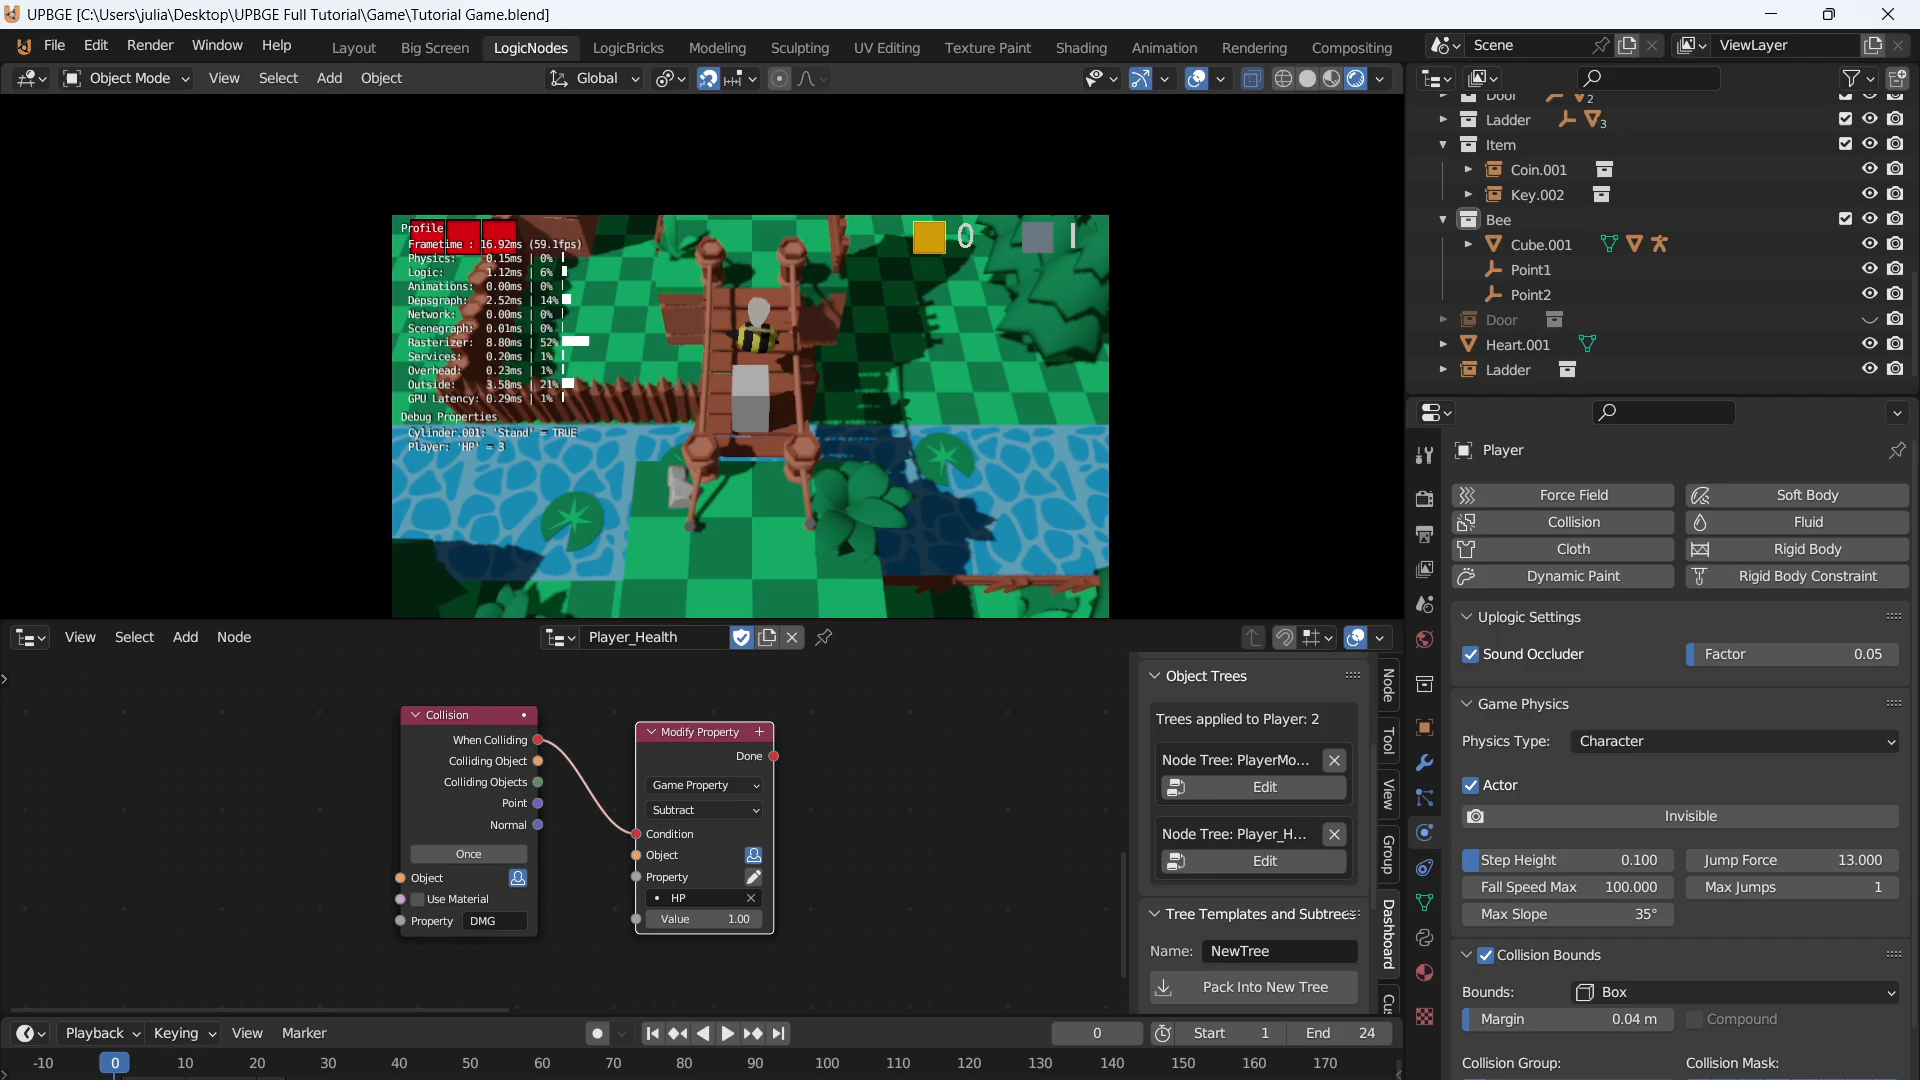 UPBGE [C:\Users\julia\Desktop\UPBGE Full Tutorial\Game\Tutorial Game.blend]
File Edit Render Window Help Layout Big Screen LogicNodes LogicBricks Modeling Sculpting UV Editing Texture Paint Shading Animation Rendering Compositing Scene ViewLayer
Object Mode View Select Add Object Global
Door 2
Ladder 3
Item
Coin.001
Key.002
Bee
Cube.001
Point1
Point2
Door
Heart.001
Ladder
0
Profile
Frametime : 16.92ms (59.1fps)
Physics: 0.15ms | 0%
Logic: 1.12ms | 6%
Animations: 0.00ms | 0%
Depsgraph: 2.52ms | 14%
Network: 0.00ms | 0%
Scenegraph: 0.01ms | 0%
Rasterizer: 8.80ms | 52%
Services: 0.20ms | 1%
Overhead: 0.23ms | 1%
Outside: 3.58ms | 21%
GPU Latency: 0.29ms | 1%
Debug Properties
Cylinder.001: 'Stand' = TRUE
Player: 'HP' = 3
Player
Force Field Soft Body
Collision Fluid
Cloth Rigid Body
Dynamic Paint Rigid Body Constraint
Uplogic Settings
Sound Occluder Factor 0.05
Game Physics
Physics Type: Character
Actor
Invisible
Step Height 0.100 Jump Force 13.000
Fall Speed Max 100.000 Max Jumps 1
Max Slope 35°
Collision Bounds
Bounds: Box
Margin 0.04 m Compound
Collision Group: Collision Mask:
View Select Add Node Player_Health
Collision
When Colliding
Colliding Object
Colliding Objects
Point
Normal
Once
Object
Use Material
Property DMG
Modify Property
Done
Game Property
Subtract
Condition
Object
Property
HP
Value 1.00
Object Trees
Trees applied to Player: 2
Node Tree: PlayerMo...
Edit
Node Tree: Player_H...
Edit
Tree Templates and Subtrees
Name: NewTree
Pack Into New Tree
Node
Tool
View
Group
Dashboard
Playback Keying View Marker 0 Start 1 End 24
-10 0 10 20 30 40 50 60 70 80 90 100 110 120 130 140 150 160 170